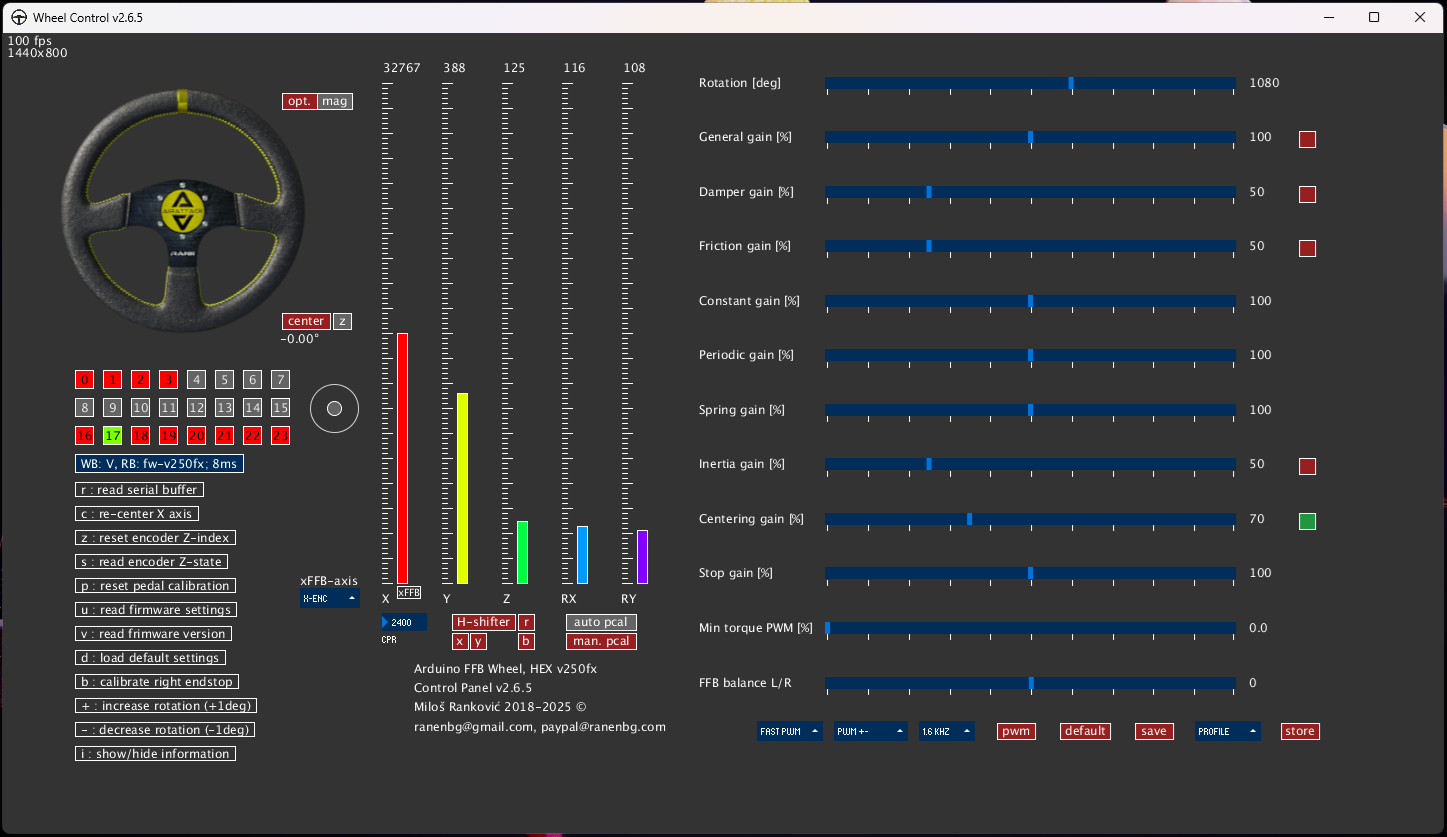 Wheel Control v2.6.5
100 fps
1440x800
32767 388 125 116 108
opt. mag
AIRATTACK
center z
-0.00°
0 1 2 3 4 5 6 7
8 9 10 11 12 13 14 15
16 17 18 19 20 21 22 23
WB: V, RB: fw-v250fx; 8ms
r : read serial buffer
c : re-center X axis
z : reset encoder Z-index
s : read encoder Z-state
p : reset pedal calibration
u : read firmware settings
v : read frimware version
d : load default settings
b : calibrate right endstop
+ : increase rotation (+1deg)
- : decrease rotation (-1deg)
i : show/hide information
xFFB-axis
X-ENC
X xFFB Y Z RX RY
2400
CPR
H-shifter r
x y b
auto pcal
man. pcal
Arduino FFB Wheel, HEX v250fx
Control Panel v2.6.5
Miloš Ranković 2018-2025 ©
ranenbg@gmail.com, paypal@ranenbg.com
Rotation [deg] 1080
General gain [%] 100
Damper gain [%] 50
Friction gain [%] 50
Constant gain [%] 100
Periodic gain [%] 100
Spring gain [%] 100
Inertia gain [%] 50
Centering gain [%] 70
Stop gain [%] 100
Min torque PWM [%] 0.0
FFB balance L/R 0
FAST PWM PWM +- 1.6 KHZ pwm default save PROFILE store